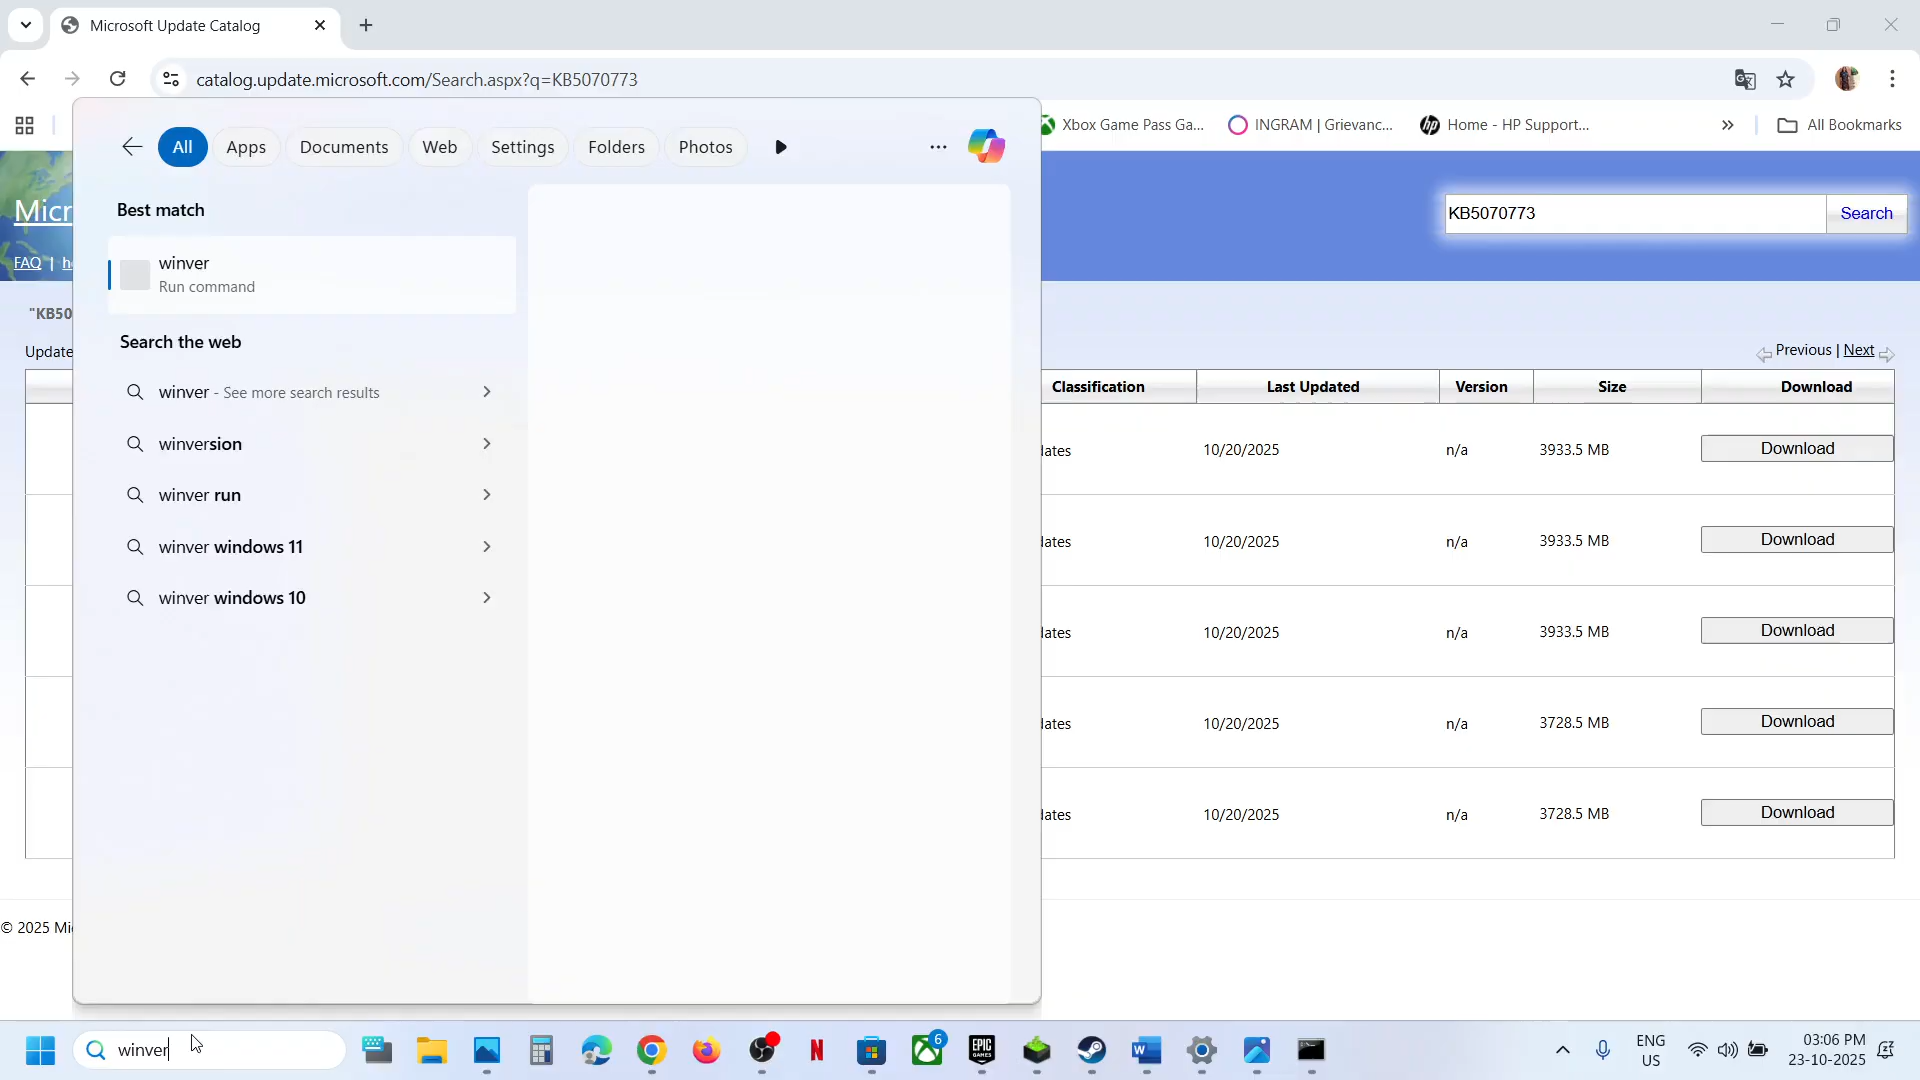 Microsoft Update Catalog
catalog.update.microsoft.com/Search.aspx?q=KB5070773
Xbox Game Pass Ga...
INGRAM | Grievanc...
Home - HP Support...
All Bookmarks
All
Apps
Documents
Web
Settings
Folders
Photos
Micr
FAQ |
KB5070773
Search
Best match
winver
Run command
Search the web
winver - See more search results
winversion
winver run
winver windows 11
winver windows 10
"KB50
Update
Previous | Next
Classification
Last Updated
Version
Size
Download
10/20/2025
n/a
3933.5 MB
Download
10/20/2025
n/a
3933.5 MB
Download
10/20/2025
n/a
3933.5 MB
Download
10/20/2025
n/a
3728.5 MB
Download
10/20/2025
n/a
3728.5 MB
Download
© 2025 Mi
winver
N
6
EPIC
GAMES
W
ENG
US
03:06 PM
23-10-2025